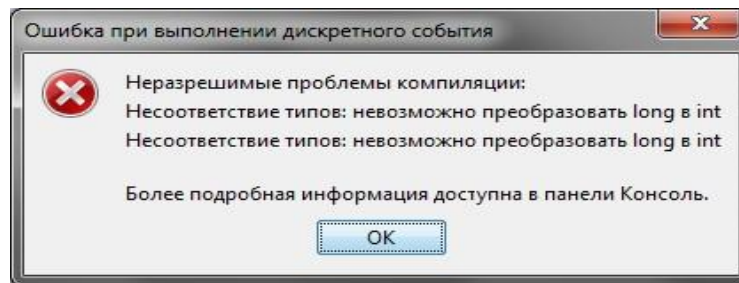 Ошибка при выполнении дискретного события
Неразрешимые проблемы компиляции:
Несоответствие типов: невозможно преобразовать long в int
Несоответствие типов: невозможно преобразовать long в int
Более подробная информация доступна в панели Консоль.
OK